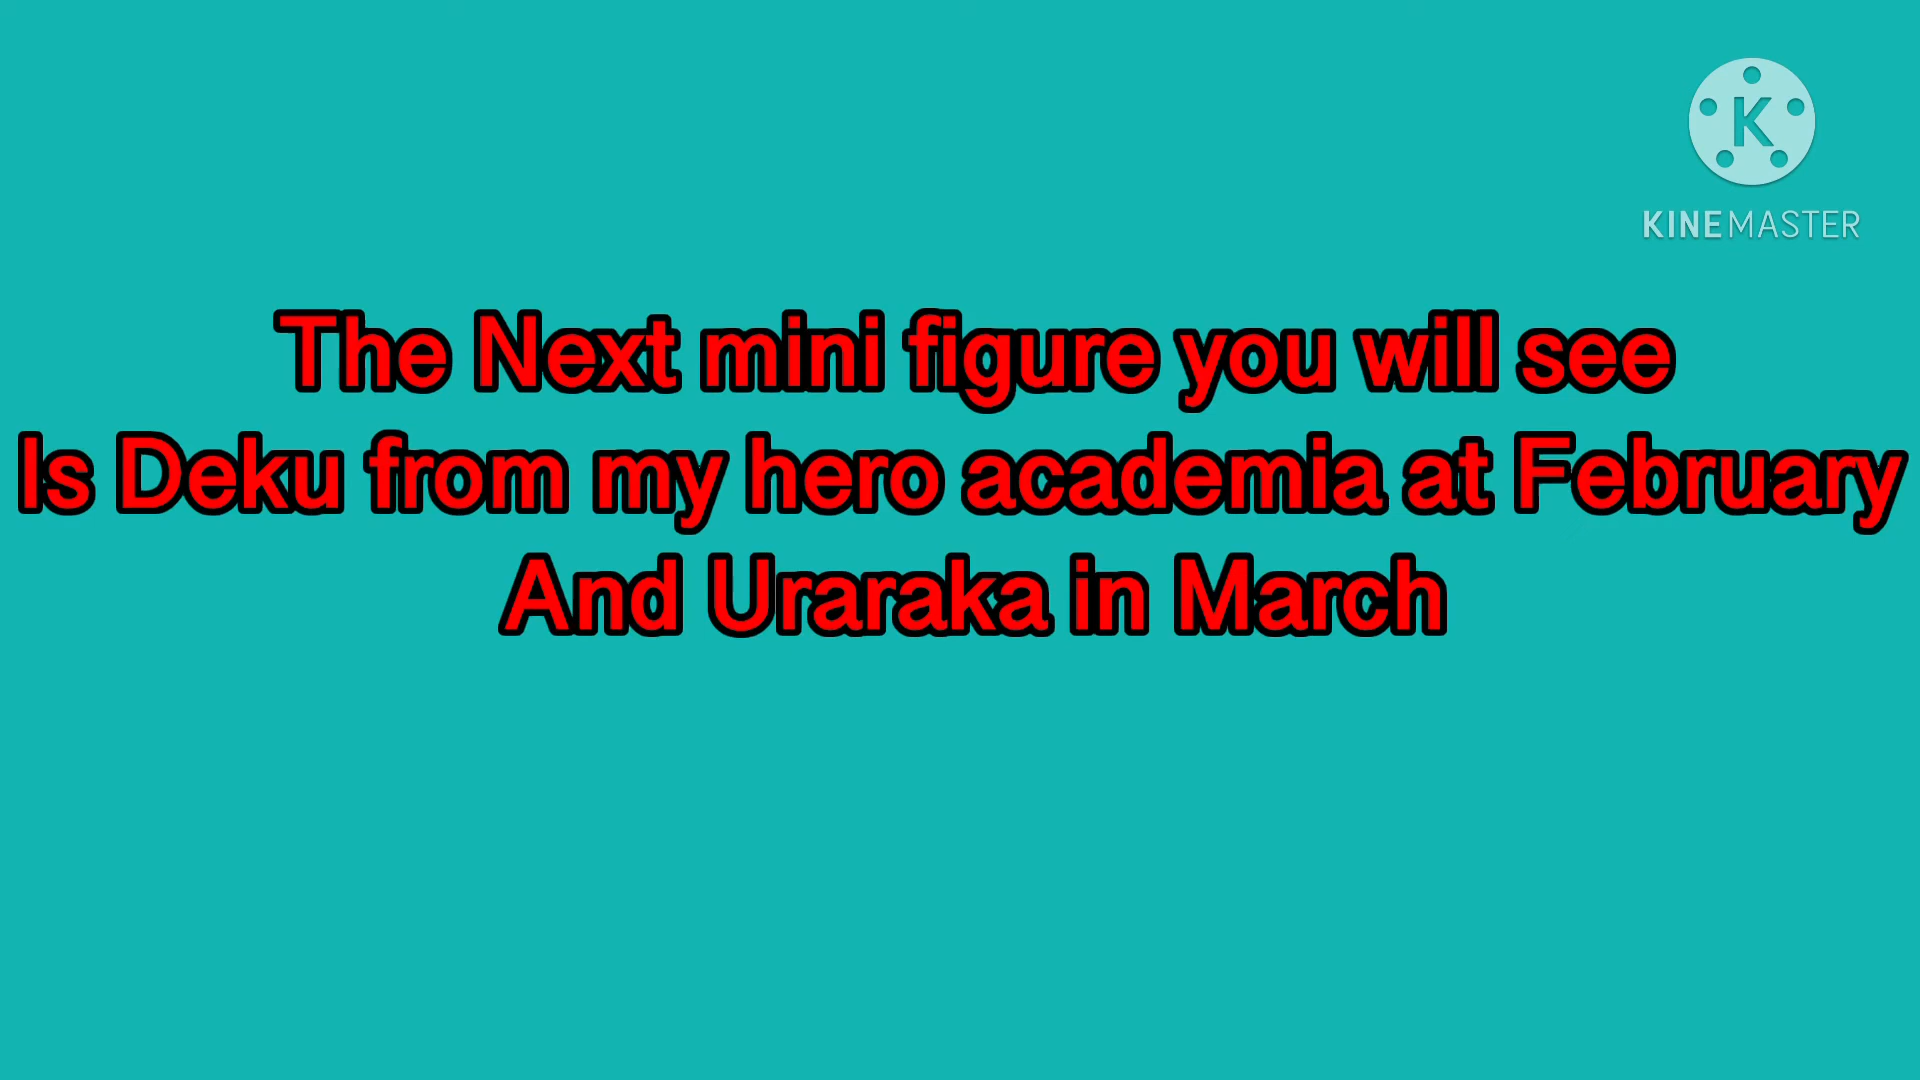 K
KINEMASTER
The Next mini figure you will see
Is Deku from my hero academia at February
And Uraraka in March